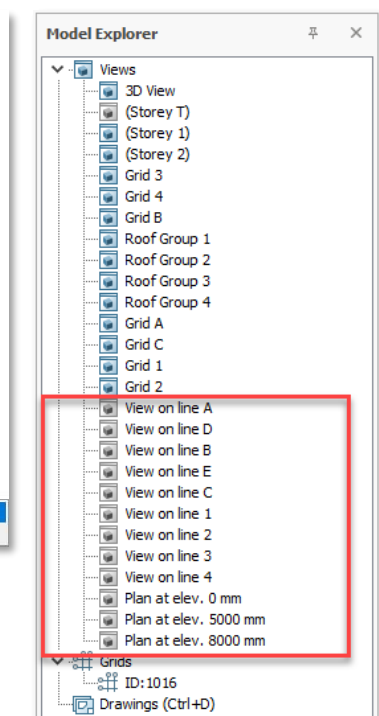 Model Explorer
Views
3D View
(Storey T)
(Storey 1)
(Storey 2)
Grid 3
Grid 4
Grid B
Roof Group 1
Roof Group 2
Roof Group 3
Roof Group 4
Grid A
Grid C
Grid 1
Grid 2
View on line A
View on line D
View on line B
View on line E
View on line C
View on line 1
View on line 2
View on line 3
View on line 4
Plan at elev. 0 mm
Plan at elev. 5000 mm
Plan at elev. 8000 mm
Grids
ID:1016
Drawings (Ctrl+D)